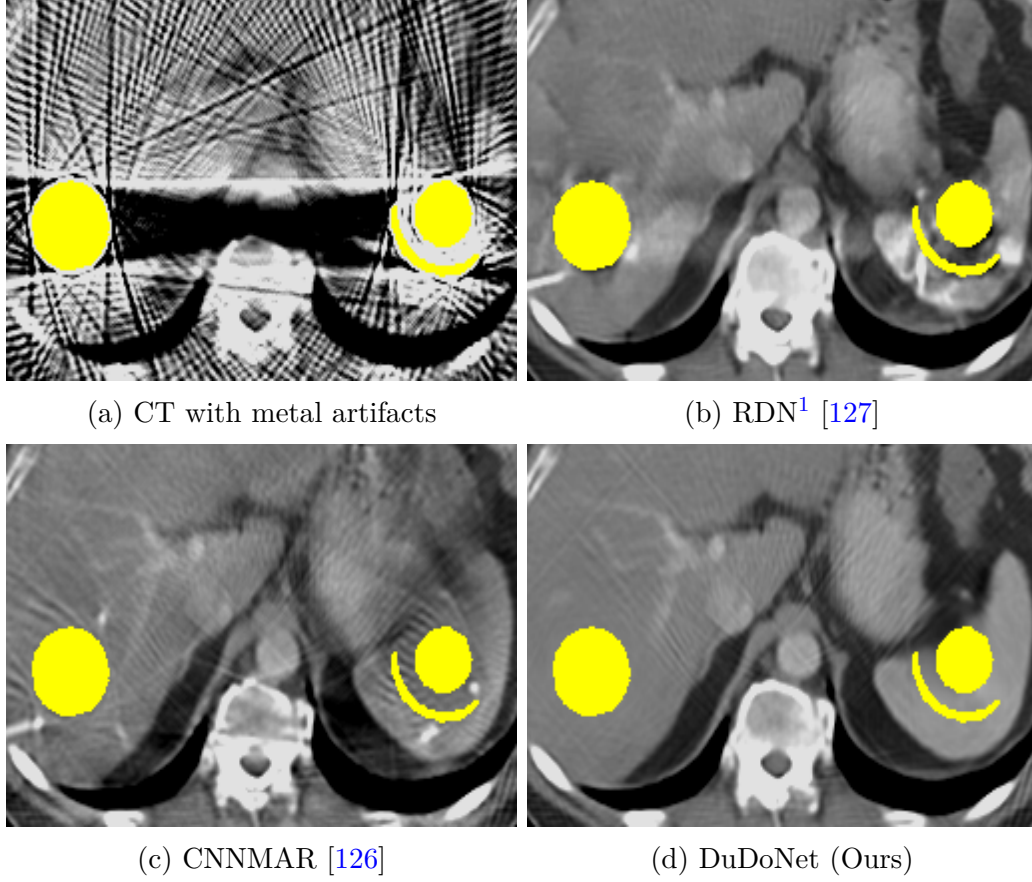 (a) CT with metal artifacts
(b) RDN¹ [127]
(c) CNNMAR [126]
(d) DuDoNet (Ours)